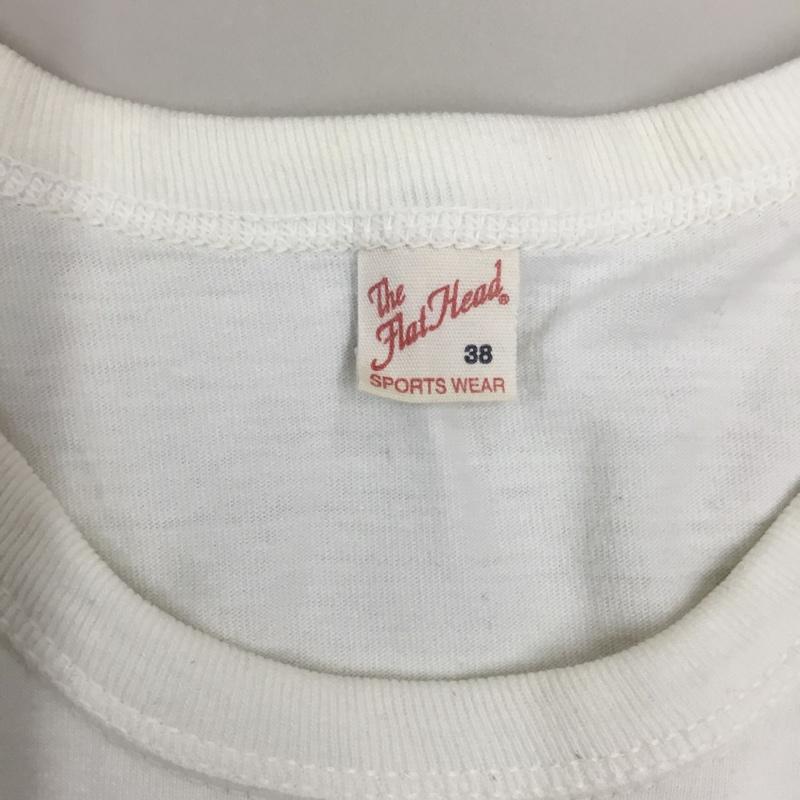 The
Flat Head®
38
SPORTS WEAR